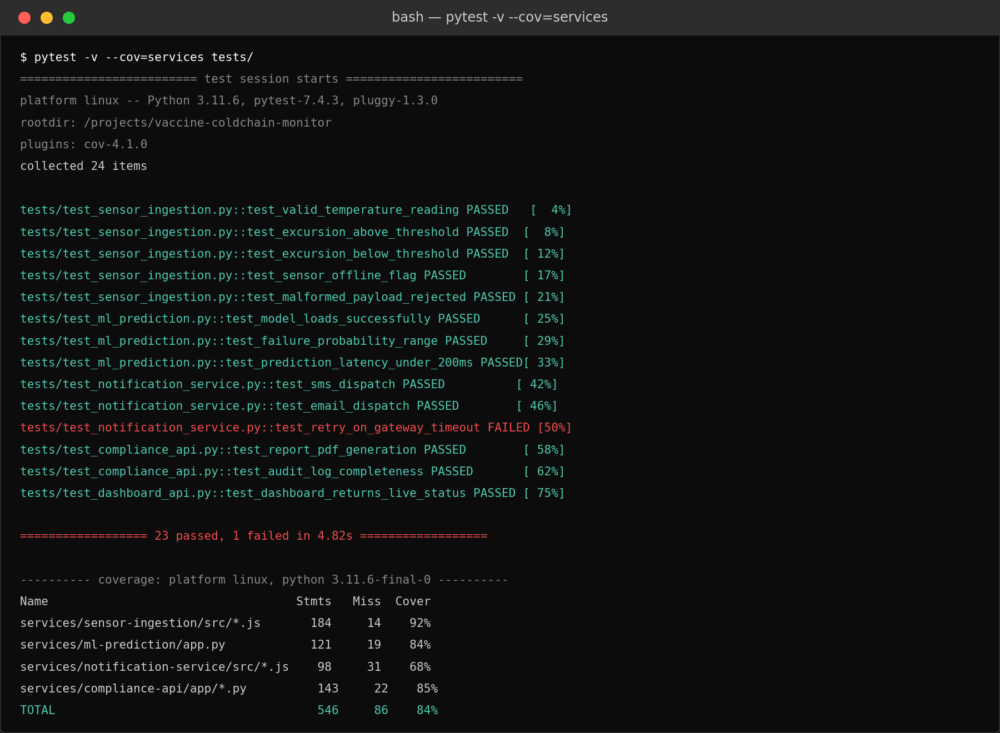 bash — pytest -v --cov=services
$ pytest -v --cov=services tests/
========================= test session starts =========================
platform linux -- Python 3.11.6, pytest-7.4.3, pluggy-1.3.0
rootdir: /projects/vaccine-coldchain-monitor
plugins: cov-4.1.0
collected 24 items
tests/test_sensor_ingestion.py::test_valid_temperature_reading PASSED   [  4%]
tests/test_sensor_ingestion.py::test_excursion_above_threshold PASSED  [  8%]
tests/test_sensor_ingestion.py::test_excursion_below_threshold PASSED  [ 12%]
tests/test_sensor_ingestion.py::test_sensor_offline_flag PASSED        [ 17%]
tests/test_sensor_ingestion.py::test_malformed_payload_rejected PASSED [ 21%]
tests/test_ml_prediction.py::test_model_loads_successfully PASSED      [ 25%]
tests/test_ml_prediction.py::test_failure_probability_range PASSED     [ 29%]
tests/test_ml_prediction.py::test_prediction_latency_under_200ms PASSED[ 33%]
tests/test_notification_service.py::test_sms_dispatch PASSED          [ 42%]
tests/test_notification_service.py::test_email_dispatch PASSED        [ 46%]
tests/test_notification_service.py::test_retry_on_gateway_timeout FAILED [50%]
tests/test_compliance_api.py::test_report_pdf_generation PASSED        [ 58%]
tests/test_compliance_api.py::test_audit_log_completeness PASSED       [ 62%]
tests/test_dashboard_api.py::test_dashboard_returns_live_status PASSED [ 75%]
================== 23 passed, 1 failed in 4.82s ==================
---------- coverage: platform linux, python 3.11.6-final-0 ----------
Name                                   Stmts   Miss  Cover
services/sensor-ingestion/src/*.js       184     14    92%
services/ml-prediction/app.py            121     19    84%
services/notification-service/src/*.js    98     31    68%
services/compliance-api/app/*.py          143     22    85%
TOTAL                                     546     86    84%